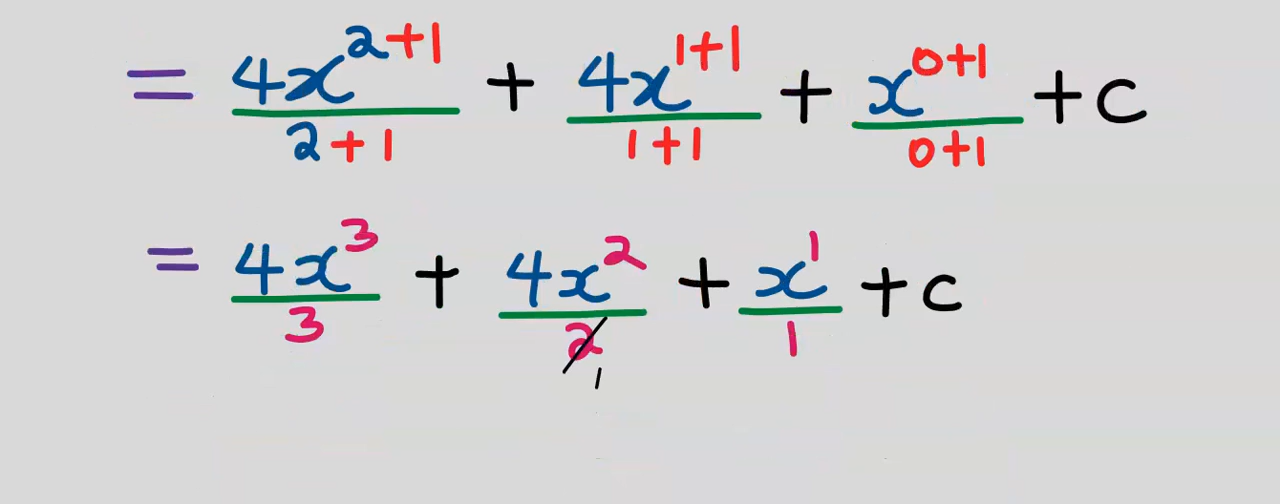 = 4x^{2+1}/2+1 + 4x^{1+1}/1+1 + x^{0+1}/0+1 + c
= 4x^3/3 + 4x^2/2 1 + x^1/1 + c